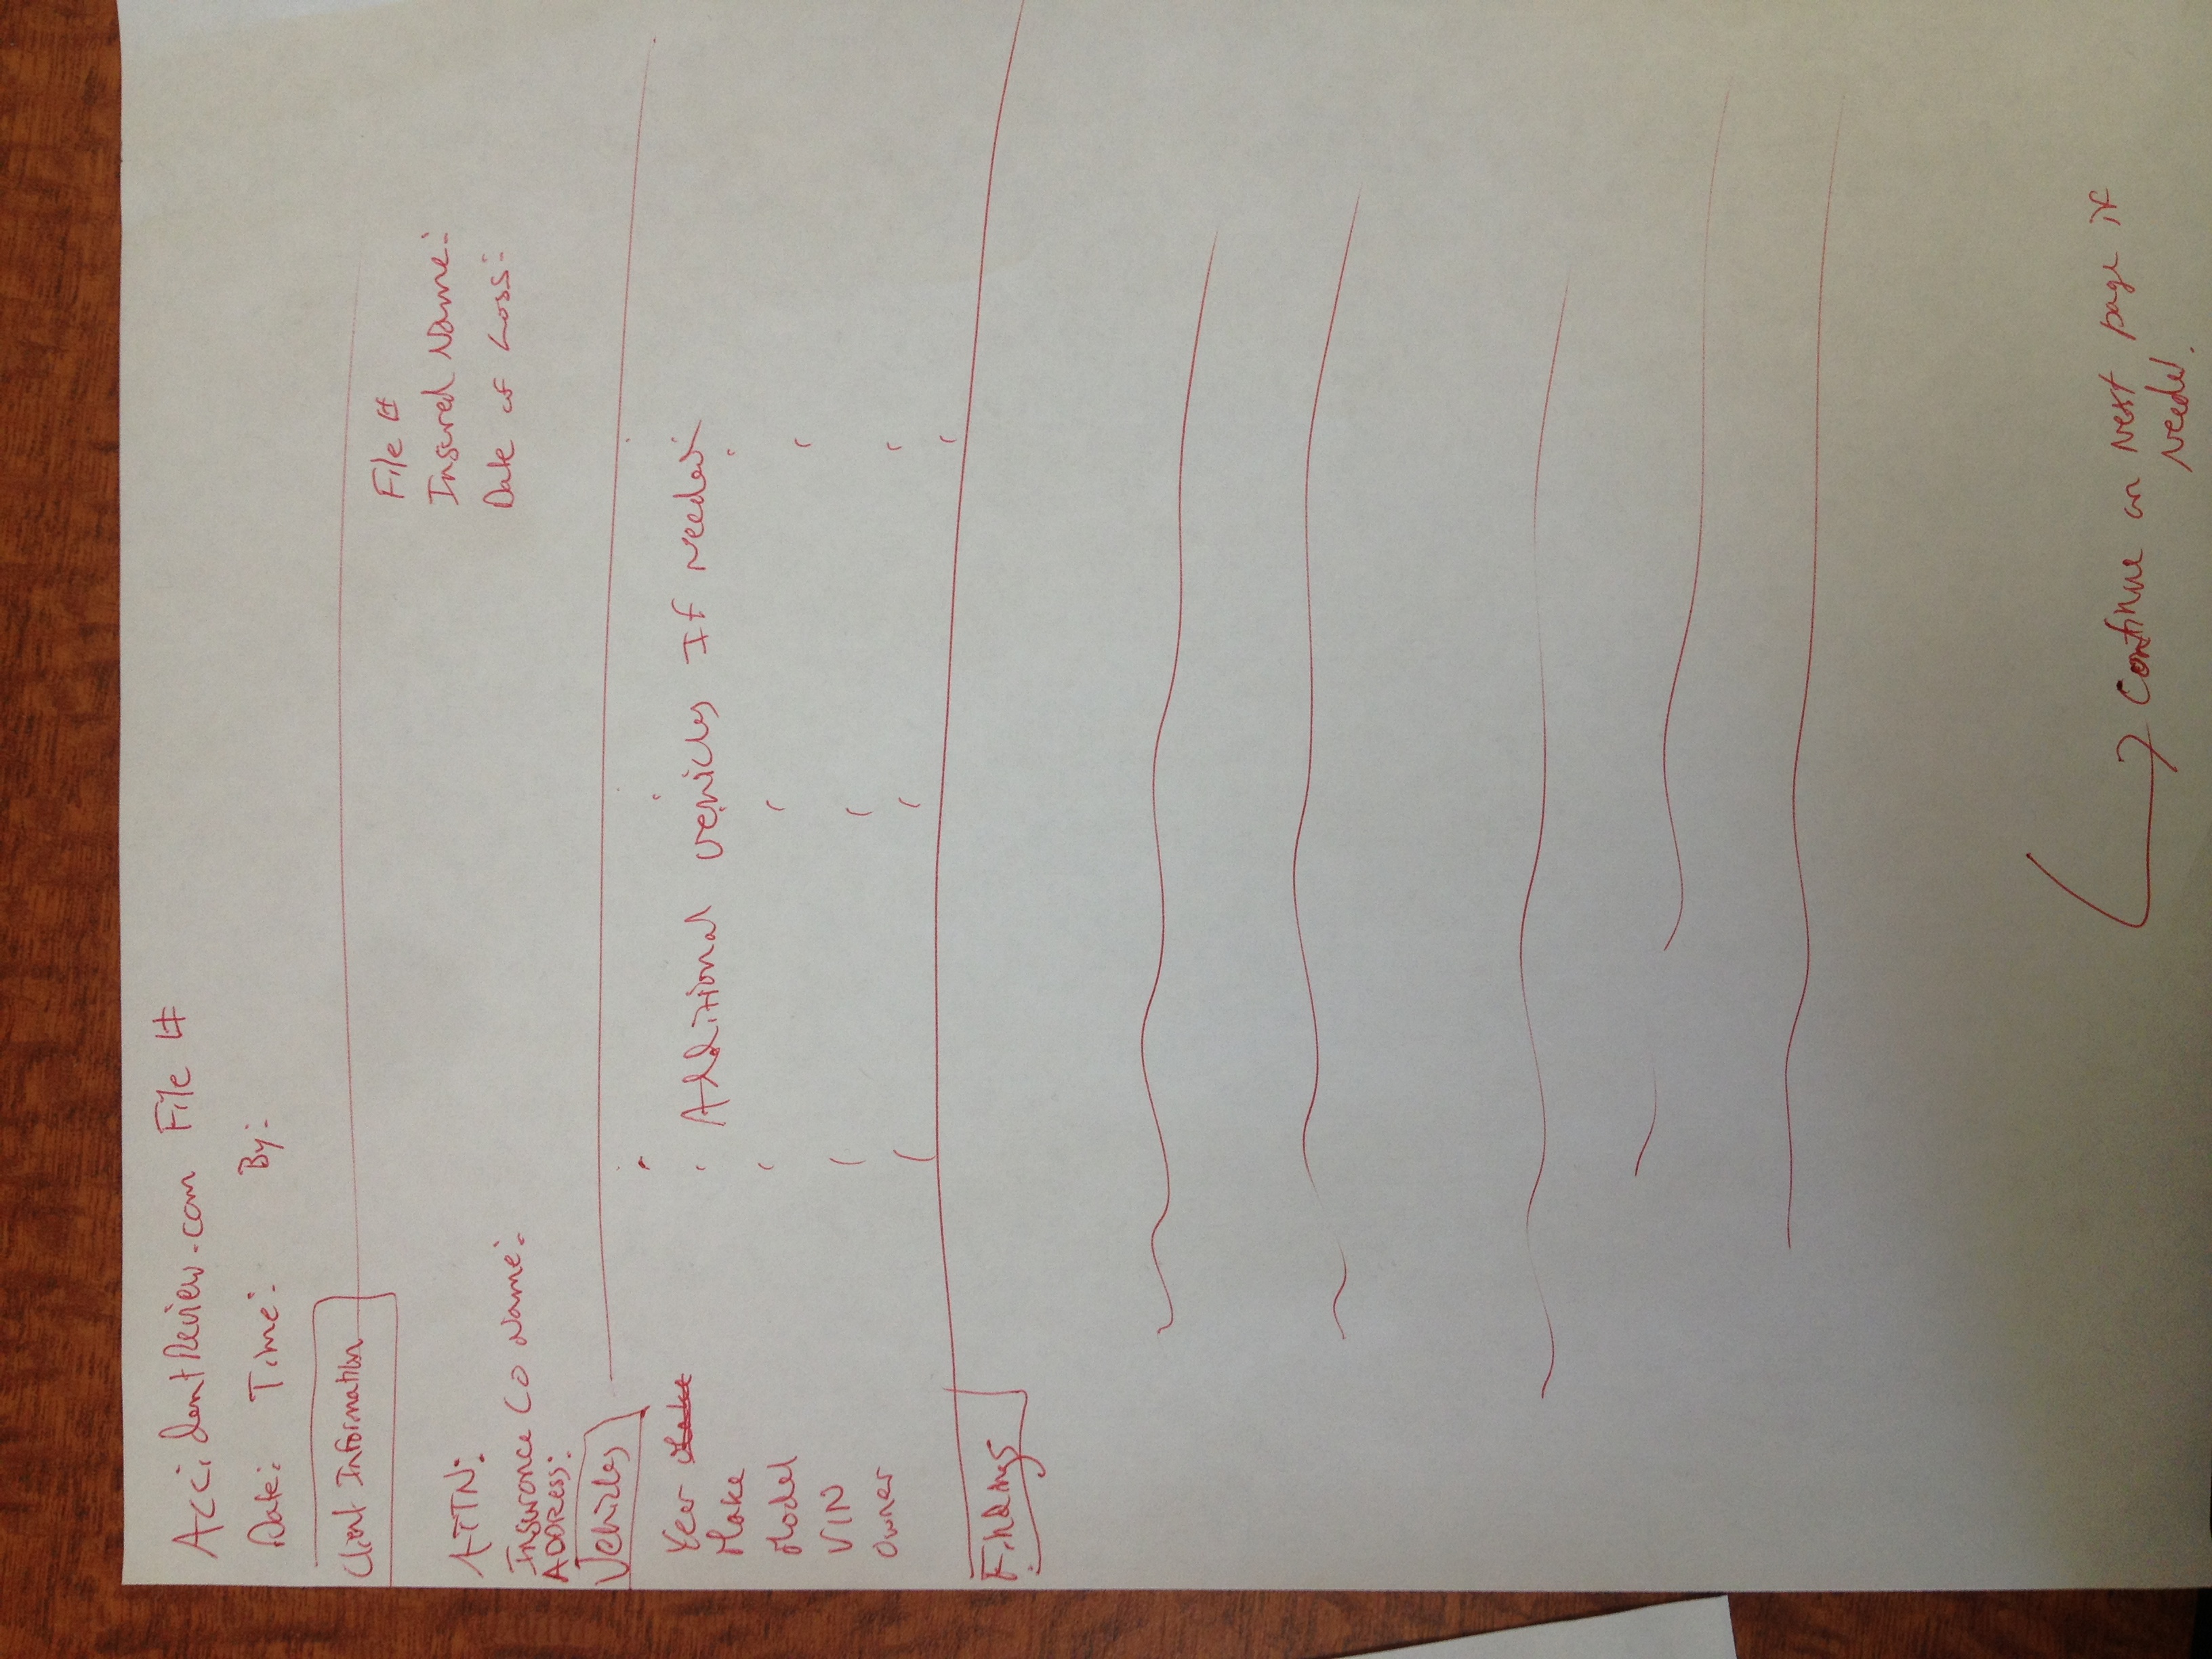 AccidentReview.com File #
Date: Time: By:
Client Information
File #
Insured Name:
Date of Loss:
ATTN:
Insurance Co Name:
ADDRESS:
Vehicles
Year Make
Additional vehicles If Needed
Make
Model
VIN
Owner
Findings
Continue on Next page if
Needed.